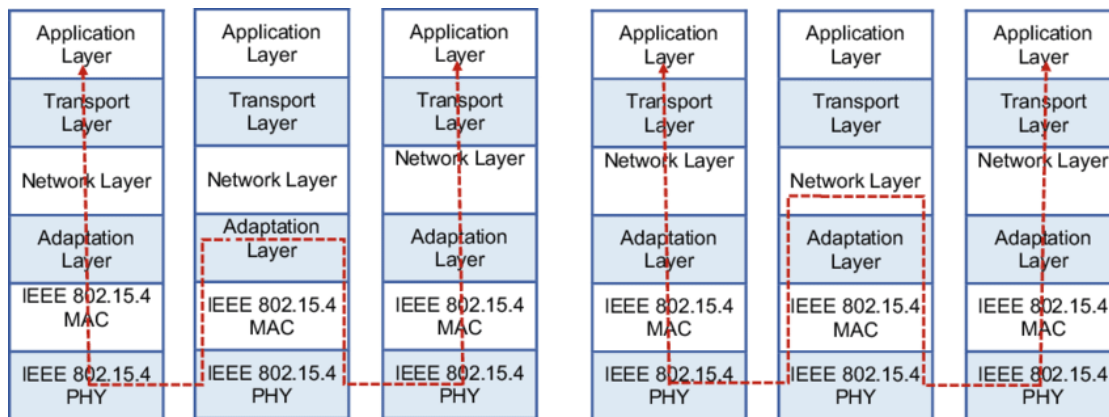 Application
Layer
Transport
Layer
Network Layer
Adaptation
Layer
IEEE 802.15.4
MAC
IEEE 802.15.4
PHY
Application
Layer
Transport
Layer
Network Layer
Adaptation
Layer
IEEE 802.15.4
MAC
IEEE 802.15.4
PHY
Application
Layer
Transport
Layer
Network Layer
Adaptation
Layer
IEEE 802.15.4
MAC
IEEE 802.15.4
PHY
Application
Layer
Transport
Layer
Network Layer
Adaptation
Layer
IEEE 802.15.4
MAC
IEEE 802.15.4
PHY
Application
Layer
Transport
Layer
Network Layer
Adaptation
Layer
IEEE 802.15.4
MAC
IEEE 802.15.4
PHY
Application
Layer
Transport
Layer
Network Layer
Adaptation
Layer
IEEE 802.15.4
MAC
IEEE 802.15.4
PHY